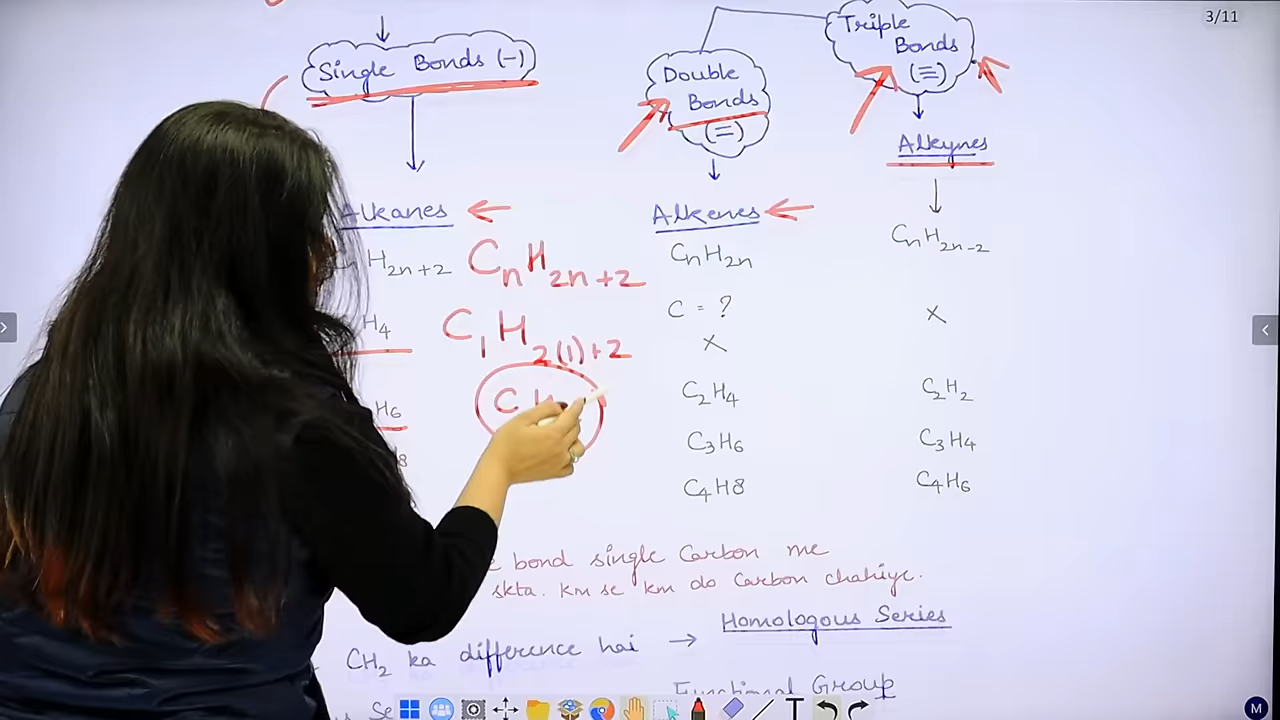 3/11
Single Bonds (-)
Double Bonds (=)
Triple Bonds (≡)
Alkanes
H2n+2
H4
H6
8
CnH2n+2
C1H2(1)+2
C H
Alkenes
CnH2n
C = ?
×
C2H4
C3H6
C4H8
Alkynes
CnH2n-2
×
C2H2
C3H4
C4H6
bond single Carbon me
skta. Km se km do Carbon chahiye.
CH2 ka difference hai → Homologous Series
Se
Functional Group
T
M